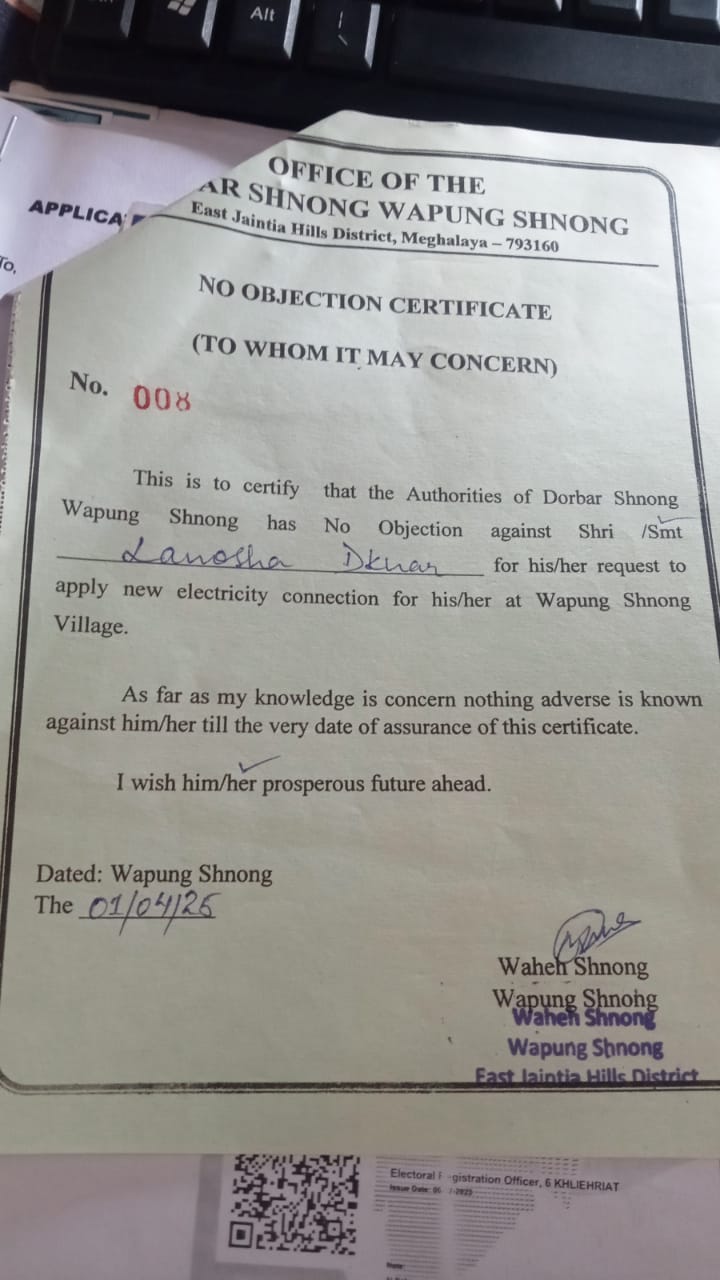 Alt
APPLICA
To,
OFFICE OF THE
AR SHNONG WAPUNG SHNONG
East Jaintia Hills District, Meghalaya – 793160
NO OBJECTION CERTIFICATE
(TO WHOM IT MAY CONCERN)
No. 008
This is to certify that the Authorities of Dorbar Shnong
Wapung Shnong has No Objection against Shri /Smt
Lanosha Dkhar for his/her request to
apply new electricity connection for his/her at Wapung Shnong
Village.
As far as my knowledge is concern nothing adverse is known
against him/her till the very date of assurance of this certificate.
I wish him/her prosperous future ahead.
Dated: Wapung Shnong
The 01/04/26
Waheh Shnong
Wapung Shnong
Waheh Shnong
Wapung Shnong
East Jaintia Hills District
Electoral gistration Officer, 6 KHLIEHRIAT
Issue Date:
Note: